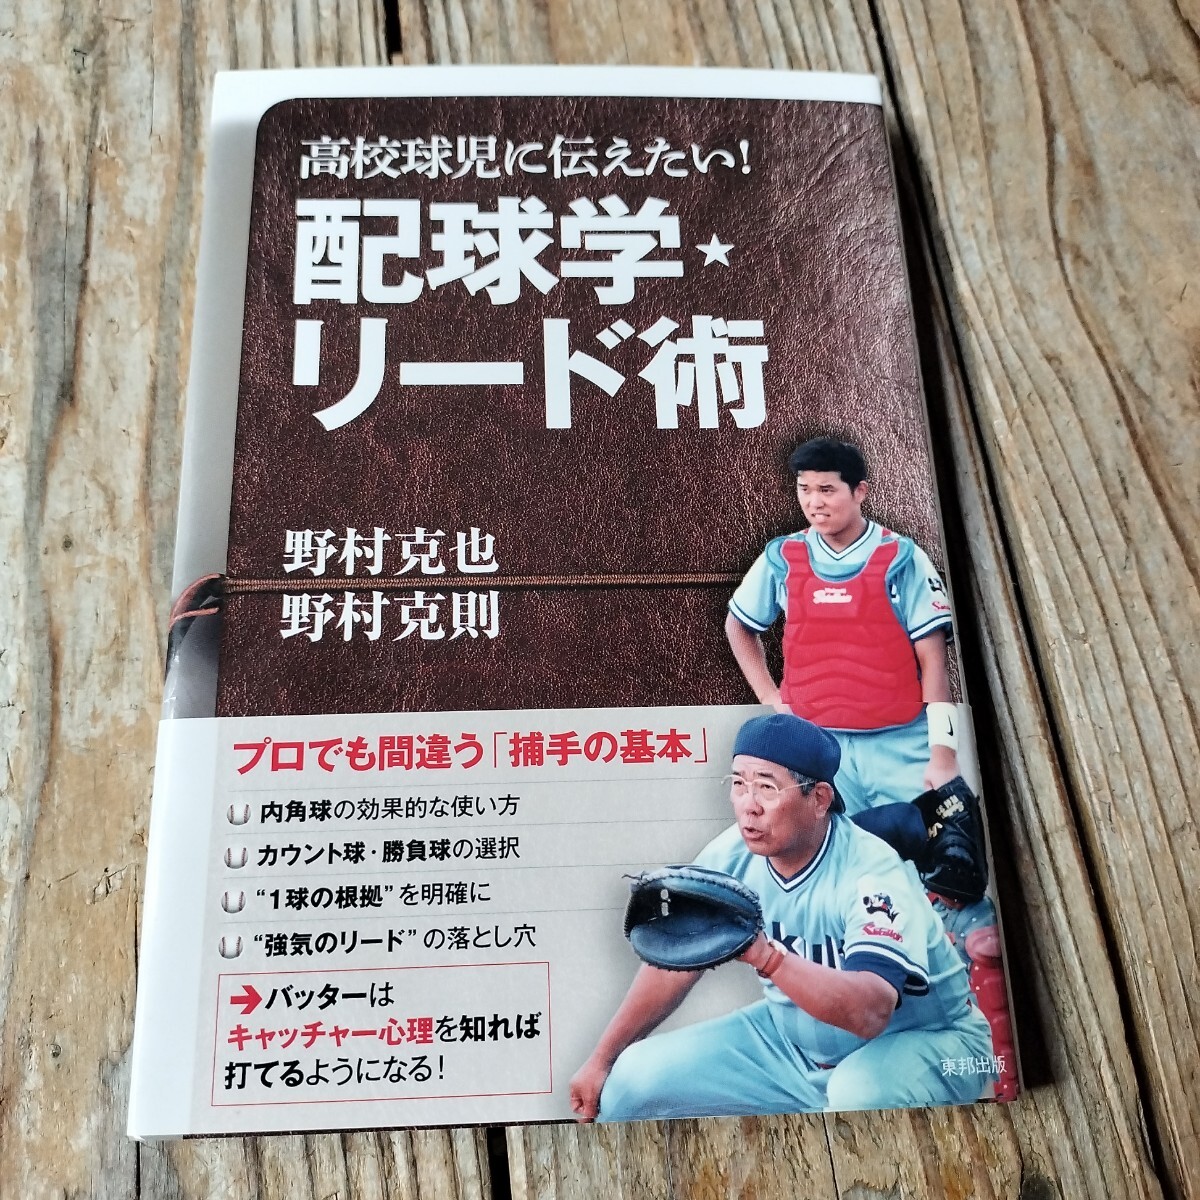 高校球児に伝えたい!
配球学★
リード術
野村克也
野村克則
プロでも間違う「捕手の基本」
内角球の効果的な使い方
カウント球・勝負球の選択
“1球の根拠”を明確に
“強気のリード”の落とし穴
→バッターは
キャッチャー心理を知れば
打てるようになる!
東邦出版